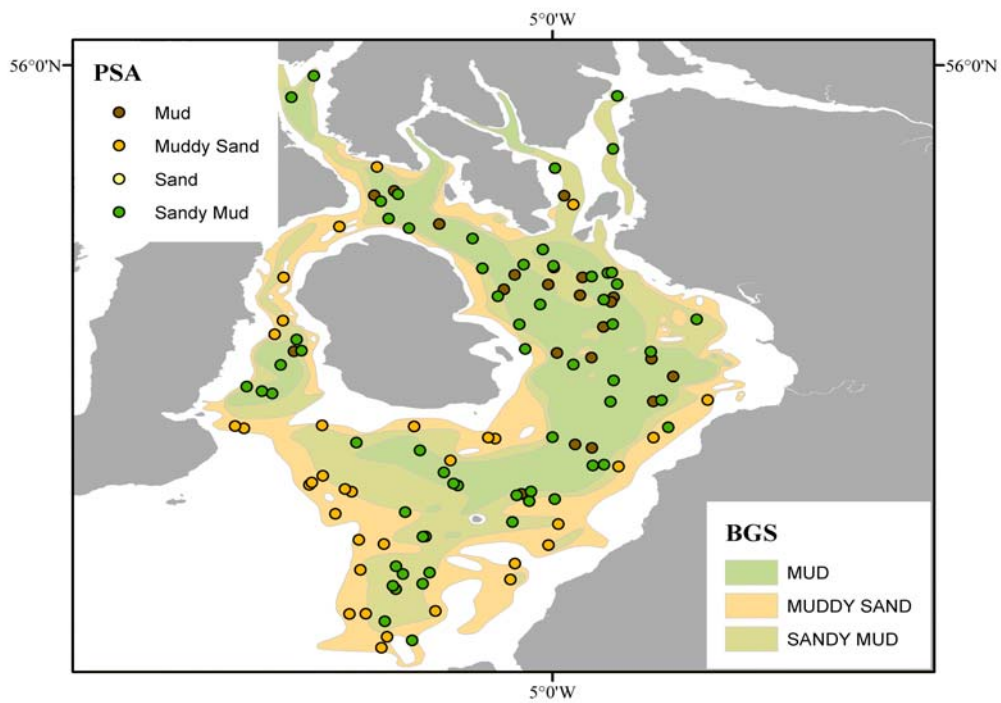 5°0'W
56°0'N
56°0'N
PSA
Mud
Muddy Sand
Sand
Sandy Mud
BGS
MUD
MUDDY SAND
SANDY MUD
5°0'W